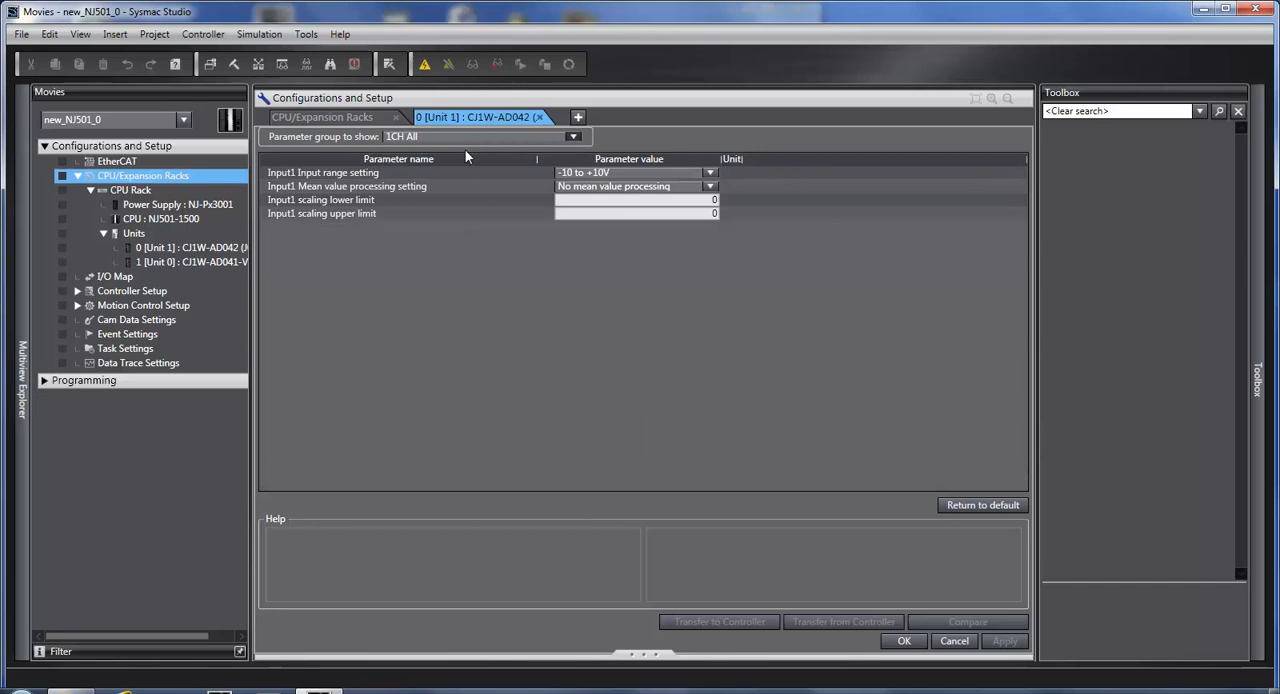 Movies - new_NJ501_0 - Sysmac Studio
File Edit View Insert Project Controller Simulation Tools Help
Movies
new_NJ501_0
Configurations and Setup
EtherCAT
CPU/Expansion Racks
CPU Rack
Power Supply : NJ-Px3001
CPU : NJ501-1500
Units
0 [Unit 1] : CJ1W-AD042 (J
1 [Unit 0] : CJ1W-AD041-V
I/O Map
Controller Setup
Motion Control Setup
Cam Data Settings
Event Settings
Task Settings
Data Trace Settings
Programming
Filter
Multiview Explorer
Configurations and Setup
CPU/Expansion Racks
0 [Unit 1] : CJ1W-AD042 (
Parameter group to show: 1CH All
Parameter name Parameter value Unit
Input1 Input range setting -10 to +10V
Input1 Mean value processing setting No mean value processing
Input1 scaling lower limit 0
Input1 scaling upper limit 0
Return to default
Help
Transfer to Controller Transfer from Controller Compare
OK Cancel Apply
Toolbox
<Clear search>
Toolbox